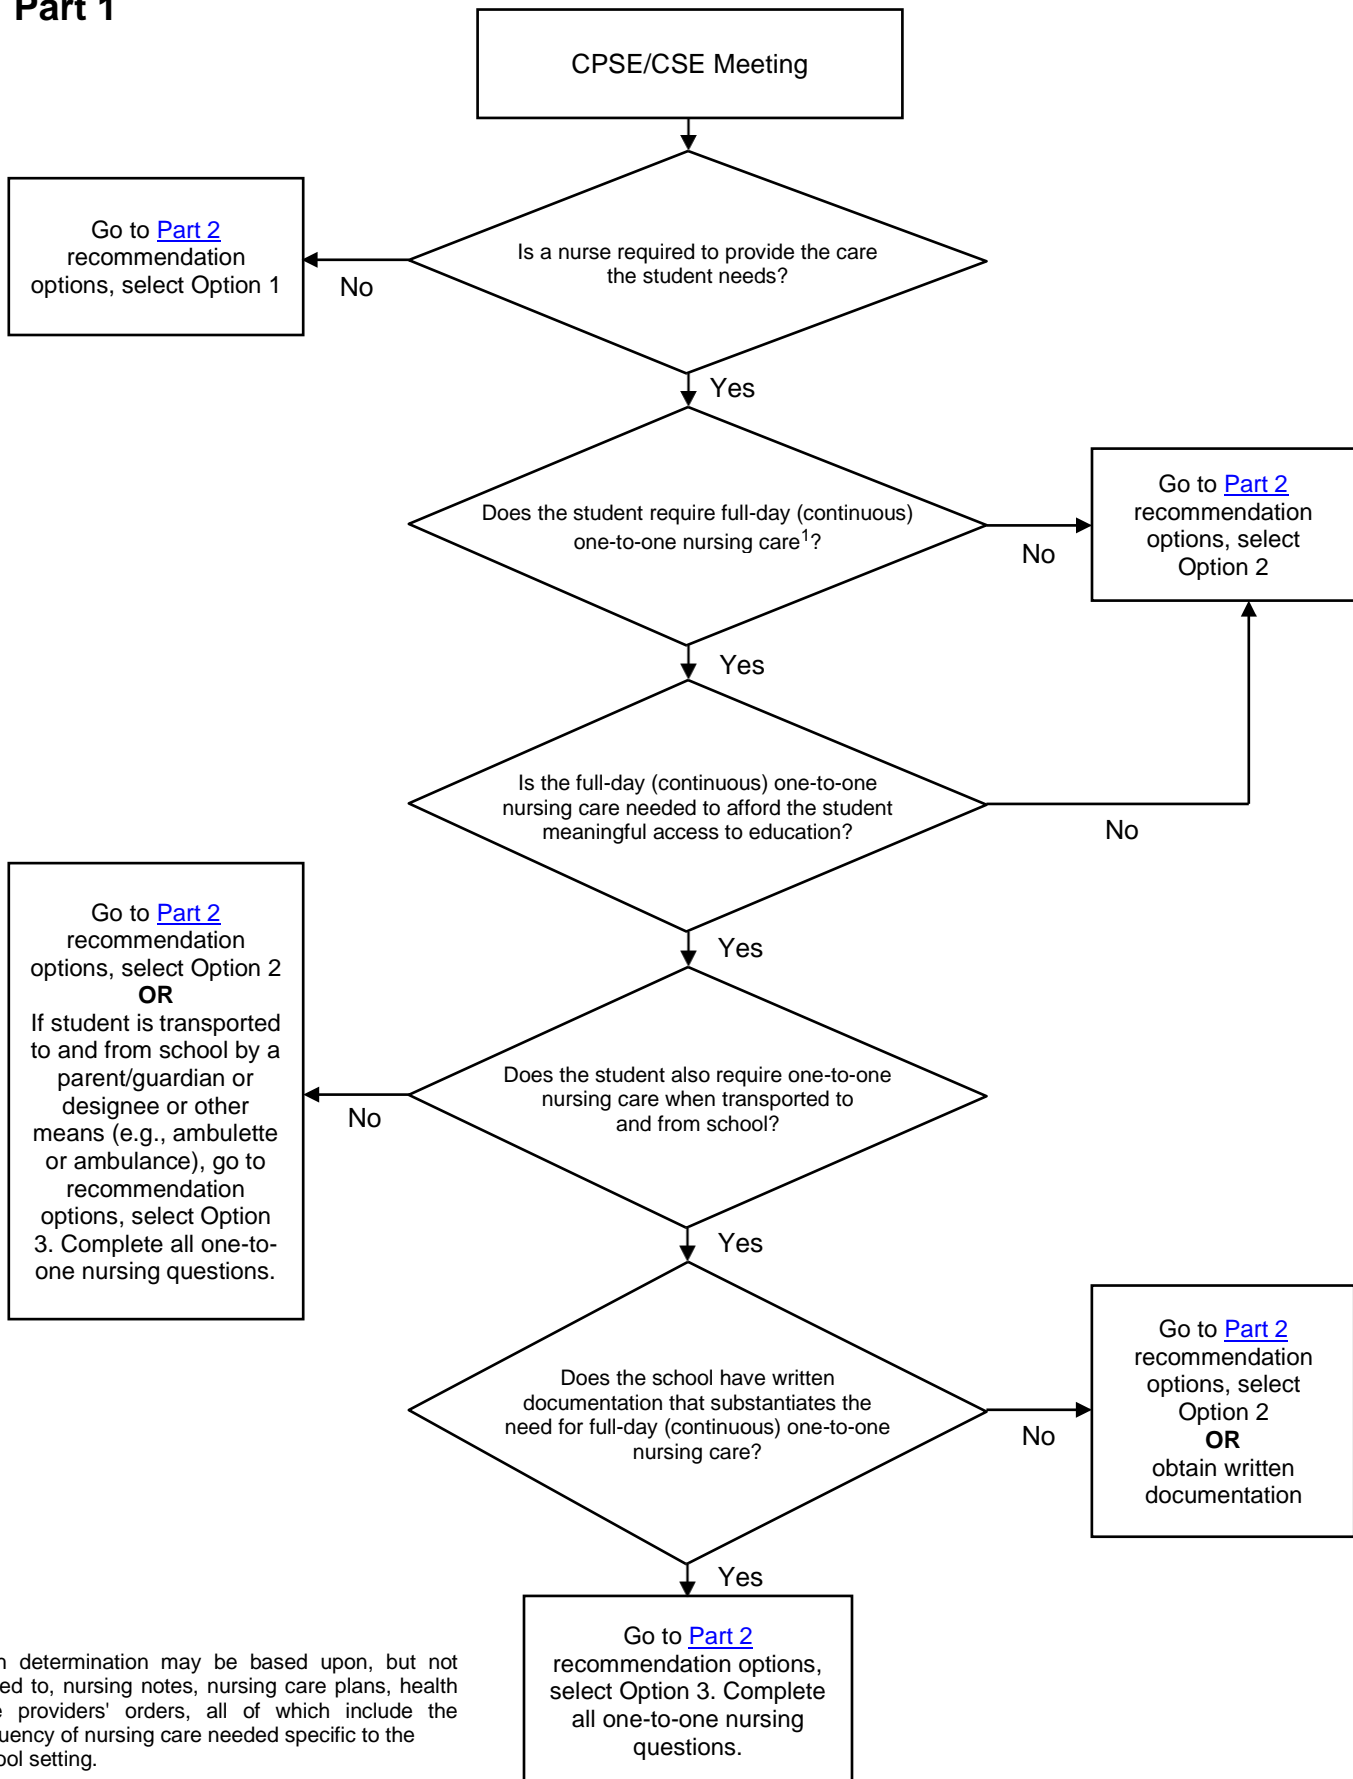 Part 1
CPSE/CSE Meeting
Is a nurse required to provide the care
the student needs?
No
Go to Part 2
recommendation
options, select Option 1
Yes
Does the student require full-day (continuous)
one-to-one nursing care1?
No
Go to Part 2
recommendation
options, select
Option 2
Yes
Is the full-day (continuous) one-to-one
nursing care needed to afford the student
meaningful access to education?
No
Yes
Does the student also require one-to-one
nursing care when transported to
and from school?
No
Go to Part 2
recommendation
options, select Option 2
OR
If student is transported
to and from school by a
parent/guardian or
designee or other
means (e.g., ambulette
or ambulance), go to
recommendation
options, select Option
3. Complete all one-to-
one nursing questions.
Yes
Does the school have written
documentation that substantiates the
need for full-day (continuous) one-to-one
nursing care?
No
Go to Part 2
recommendation
options, select
Option 2
OR
obtain written
documentation
Yes
Go to Part 2
recommendation options,
select Option 3. Complete
all one-to-one nursing
questions.
determination may be based upon, but not
to, nursing notes, nursing care plans, health
providers' orders, all of which include the
of nursing care needed specific to the
setting.